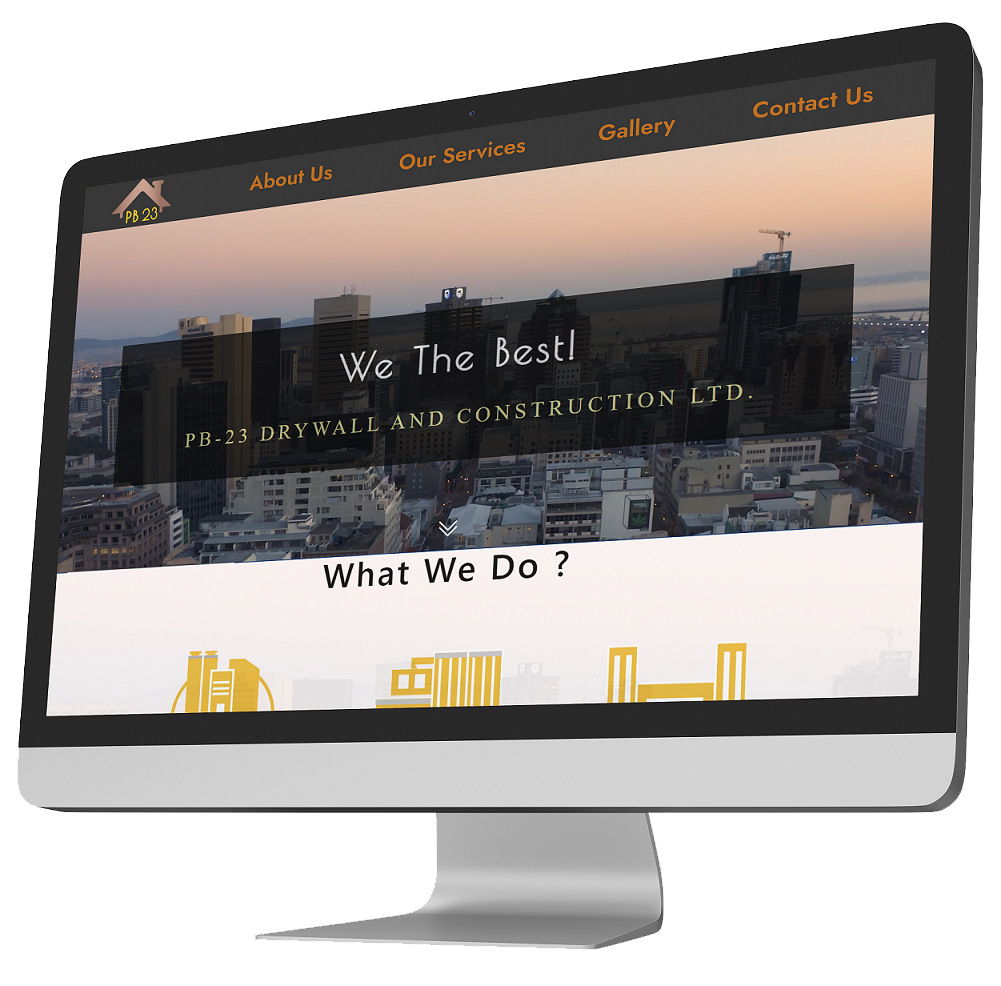 PB 23
About Us
Our Services
Gallery
Contact Us
We The Best!
PB-23 DRYWALL AND CONSTRUCTION LTD.
What We Do ?